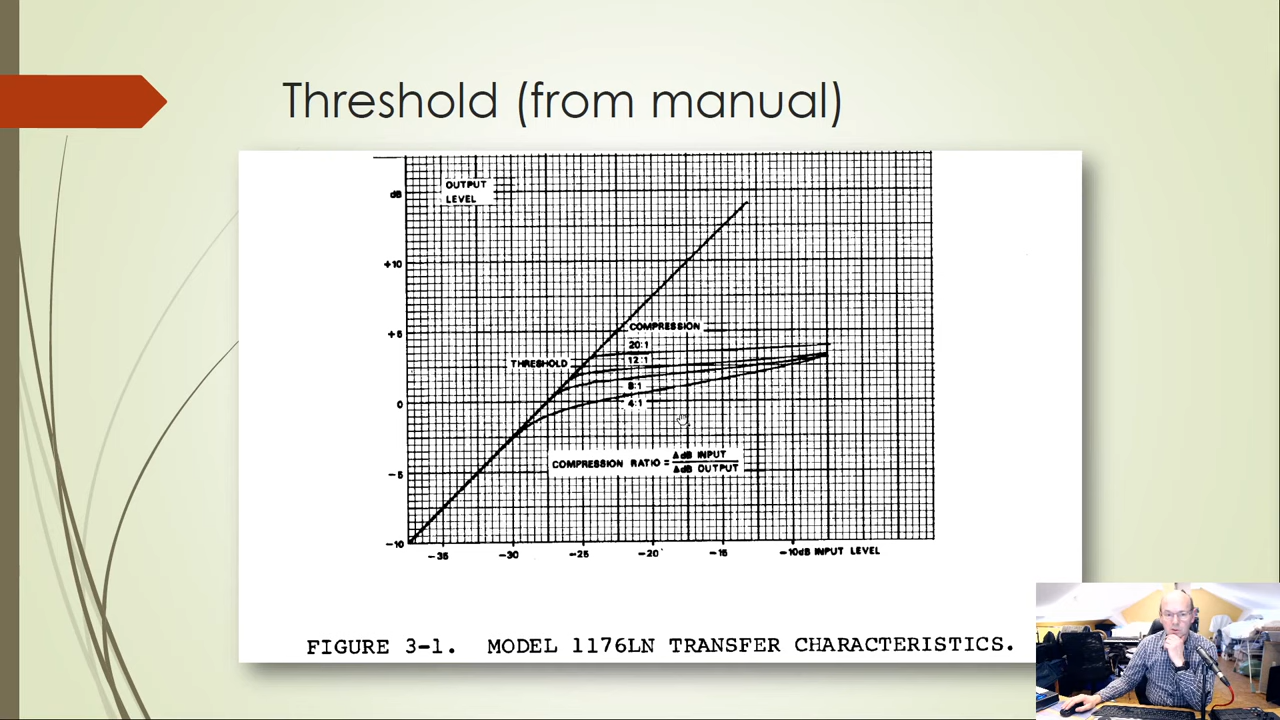 Threshold (from manual)
OUTPUT
LEVEL
dB
+10
+5
0
-5
-10
COMPRESSION
20:1
12:1
8:1
4:1
THRESHOLD
COMPRESSION RATIO = ΔdB INPUT
ΔdB OUTPUT
-35 -30 -25 -20 -15 -10dB INPUT LEVEL
FIGURE 3-1. MODEL 1176LN TRANSFER CHARACTERISTICS.